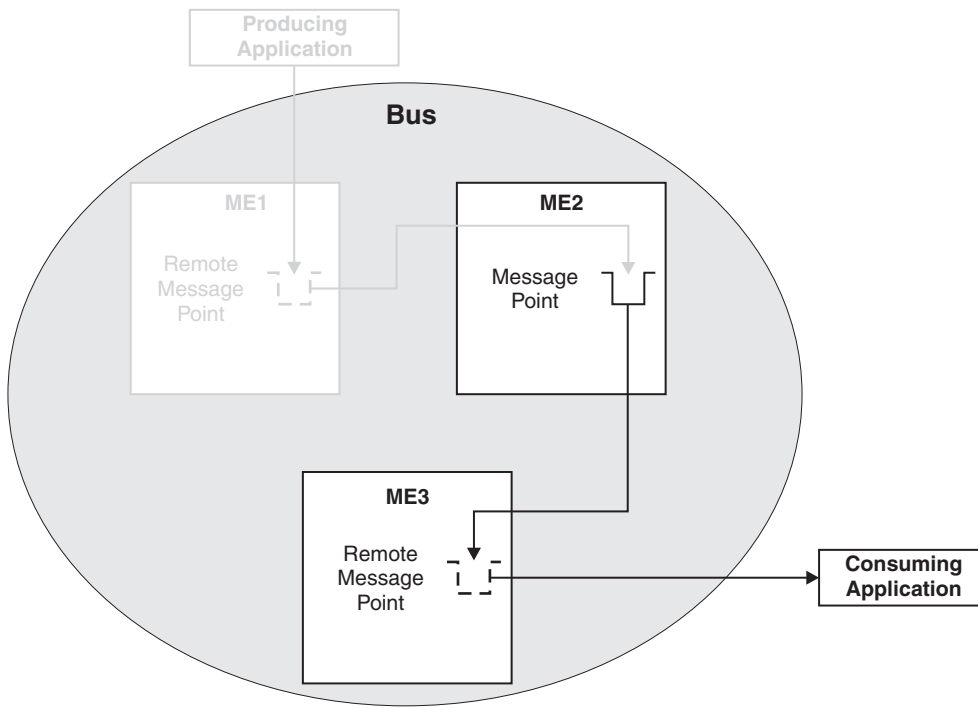 Producing
Application
Bus
ME1
Remote
Message
Point
ME2
Message
Point
ME3
Remote
Message
Point
Consuming
Application